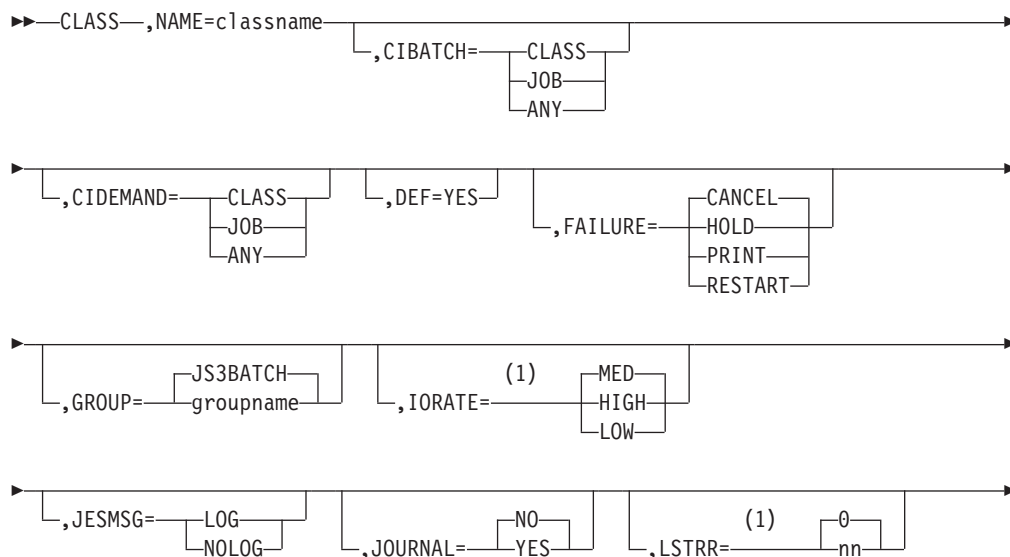 CLASS ,NAME=classname
,CIBATCH= CLASS
JOB
ANY
,CIDEMAND= CLASS ,DEF=YES ,FAILURE= CANCEL
JOB HOLD
ANY PRINT
RESTART
,GROUP= JS3BATCH ,IORATE= (1) MED
groupname HIGH
LOW
,JESMSG= LOG ,JOURNAL= NO ,LSTRR= (1) 0
NOLOG YES nn